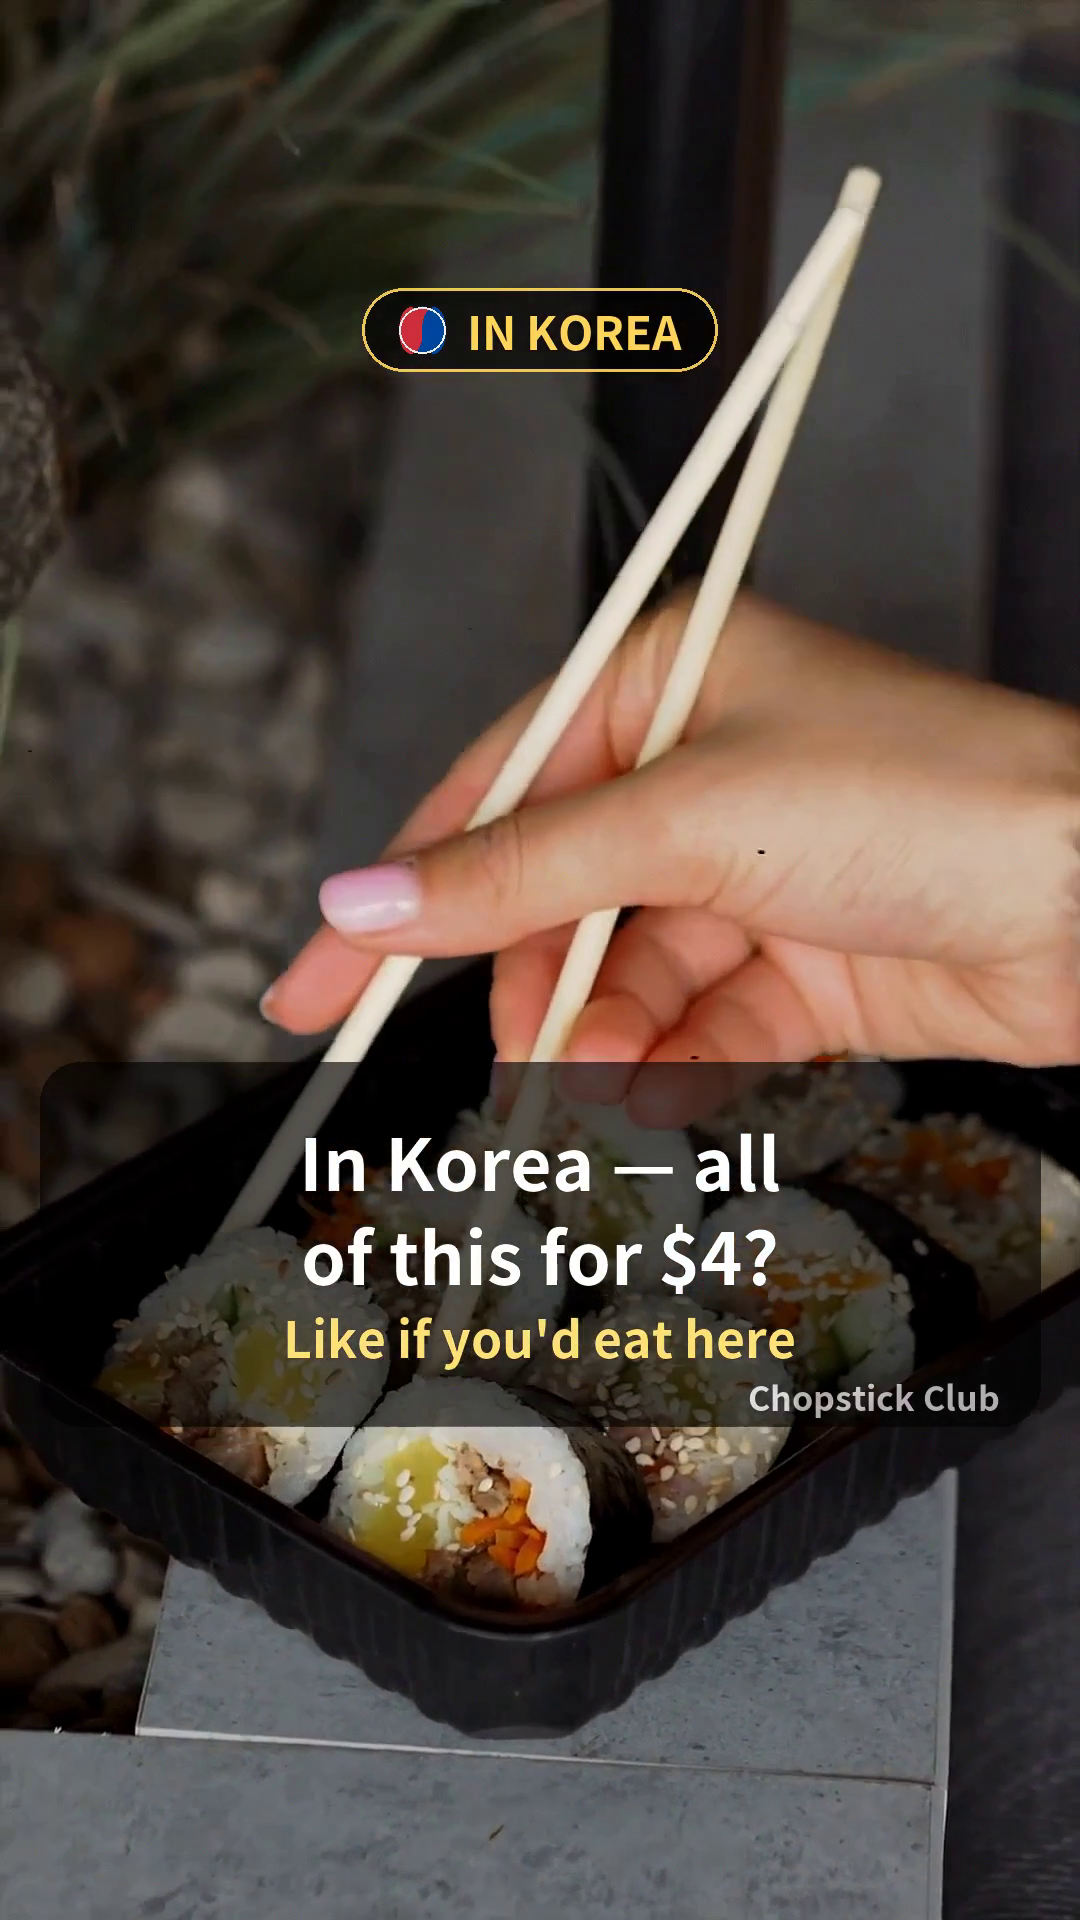 IN KOREA
In Korea — all
of this for $4?
Like if you'd eat here
Chopstick Club